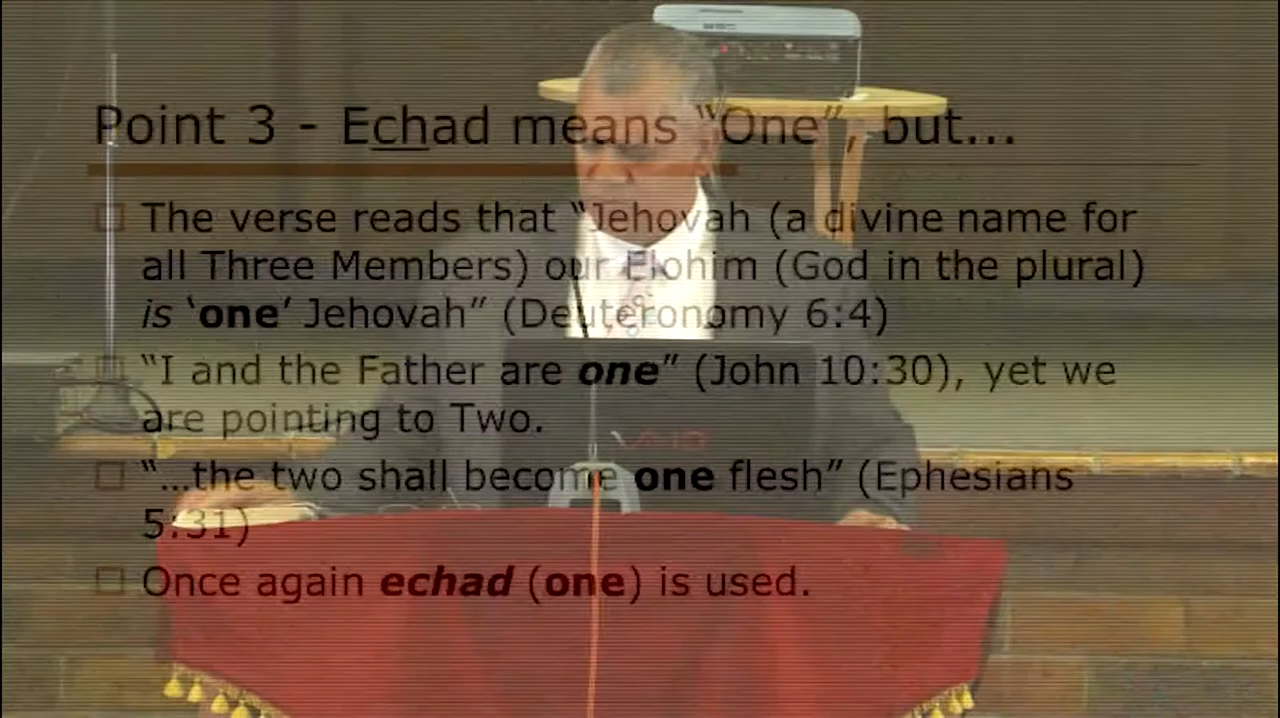 Point 3 - Echad means “One”, but...
The verse reads that “Jehovah (a divine name for
all Three Members) our Elohim (God in the plural)
is ‘one’ Jehovah” (Deuteronomy 6:4)
“I and the Father are one” (John 10:30), yet we
are pointing to Two.
VAIO
“...the two shall become one flesh” (Ephesians
5:31)
Once again echad (one) is used.